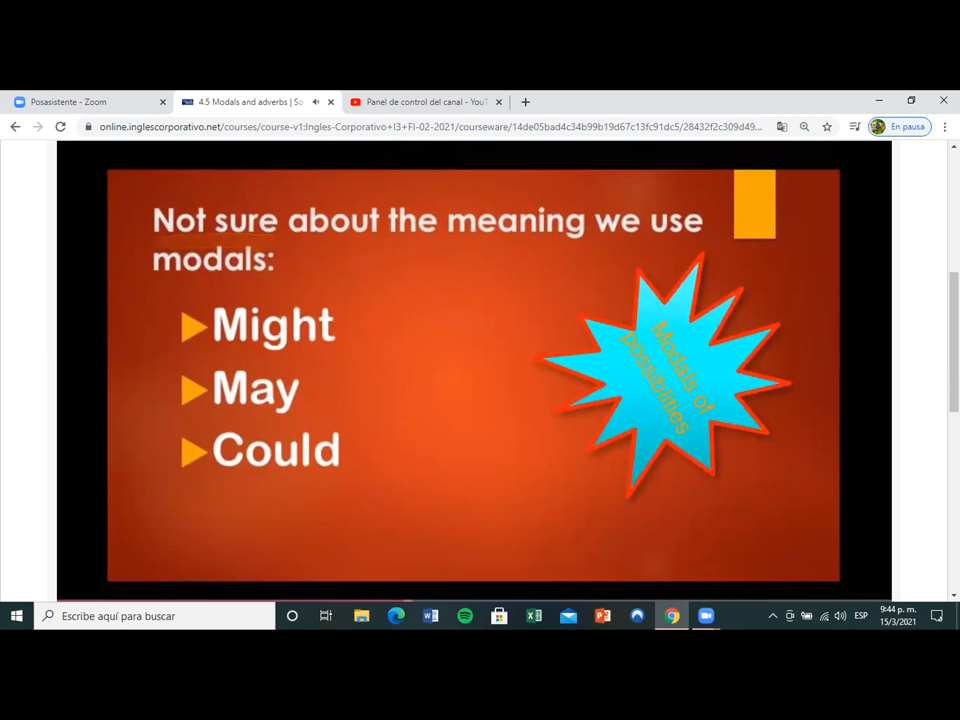 Posasistente - Zoom
4.5 Modals and adverbs | So
Panel de control del canal - YouT
online.inglescorporativo.net/courses/course-v1:Ingles-Corporativo+I3+FI-02-2021/courseware/14de05bad4c34b99b19d67c13fc91dc5/28432f2c309d49...
En pausa
Not sure about the meaning we use
modals:
Might
May
Could
Modals of
possiblities
Escribe aquí para buscar
ESP
9:44 p. m.
15/3/2021